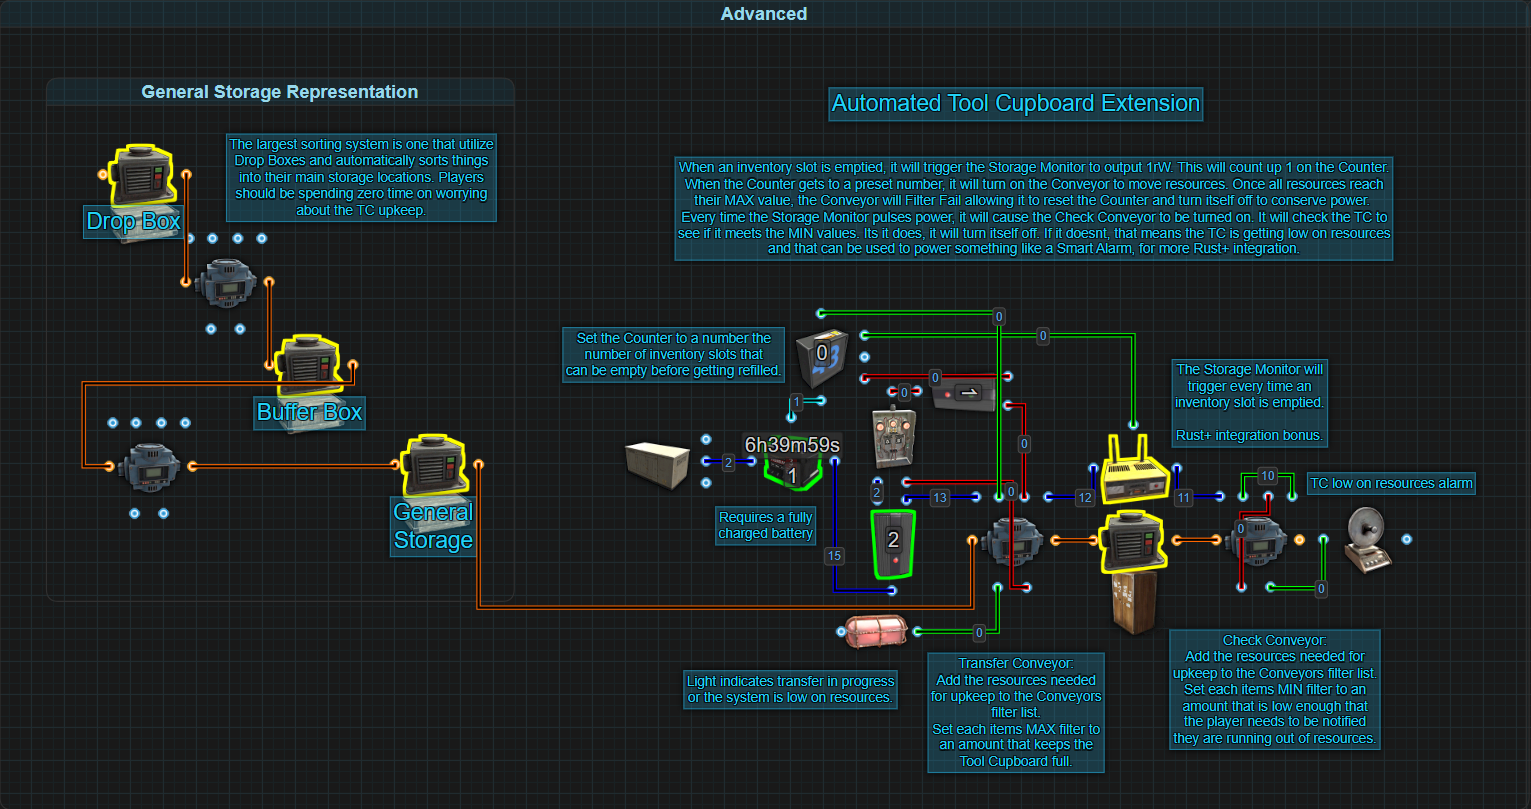 Advanced
General Storage Representation
The largest sorting system is one that utilize
Drop Boxes and automatically sorts things
into their main storage locations. Players
should be spending zero time on worrying
about the TC upkeep.
Drop Box
Buffer Box
General
Storage
Automated Tool Cupboard Extension
When an inventory slot is emptied, it will trigger the Storage Monitor to output 1rW. This will count up 1 on the Counter.
When the Counter gets to a preset number, it will turn on the Conveyor to move resources. Once all resources reach
their MAX value, the Conveyor will Filter Fail allowing it to reset the Counter and turn itself off to conserve power.
Every time the Storage Monitor pulses power, it will cause the Check Conveyor to be turned on. It will check the TC to
see if it meets the MIN values. Its it does, it will turn itself off. If it doesnt, that means the TC is getting low on resources
and that can be used to power something like a Smart Alarm, for more Rust+ integration.
Set the Counter to a number the
number of inventory slots that
can be empty before getting refilled.
0
0
0
0
0
1
0
The Storage Monitor will
trigger every time an
inventory slot is emptied.
Rust+ integration bonus.
6h39m59s
2
1
2
13
0
12
11
10
TC low on resources alarm
Requires a fully
charged battery
15
2
0
0
0
Light indicates transfer in progress
or the system is low on resources.
Transfer Conveyor:
Add the resources needed
for upkeep to the Conveyors
filter list.
Set each items MAX filter to
an amount that keeps the
Tool Cupboard full.
Check Conveyor:
Add the resources needed for
upkeep to the Conveyors filter list.
Set each items MIN filter to an
amount that is low enough that
the player needs to be notified
they are running out of resources.